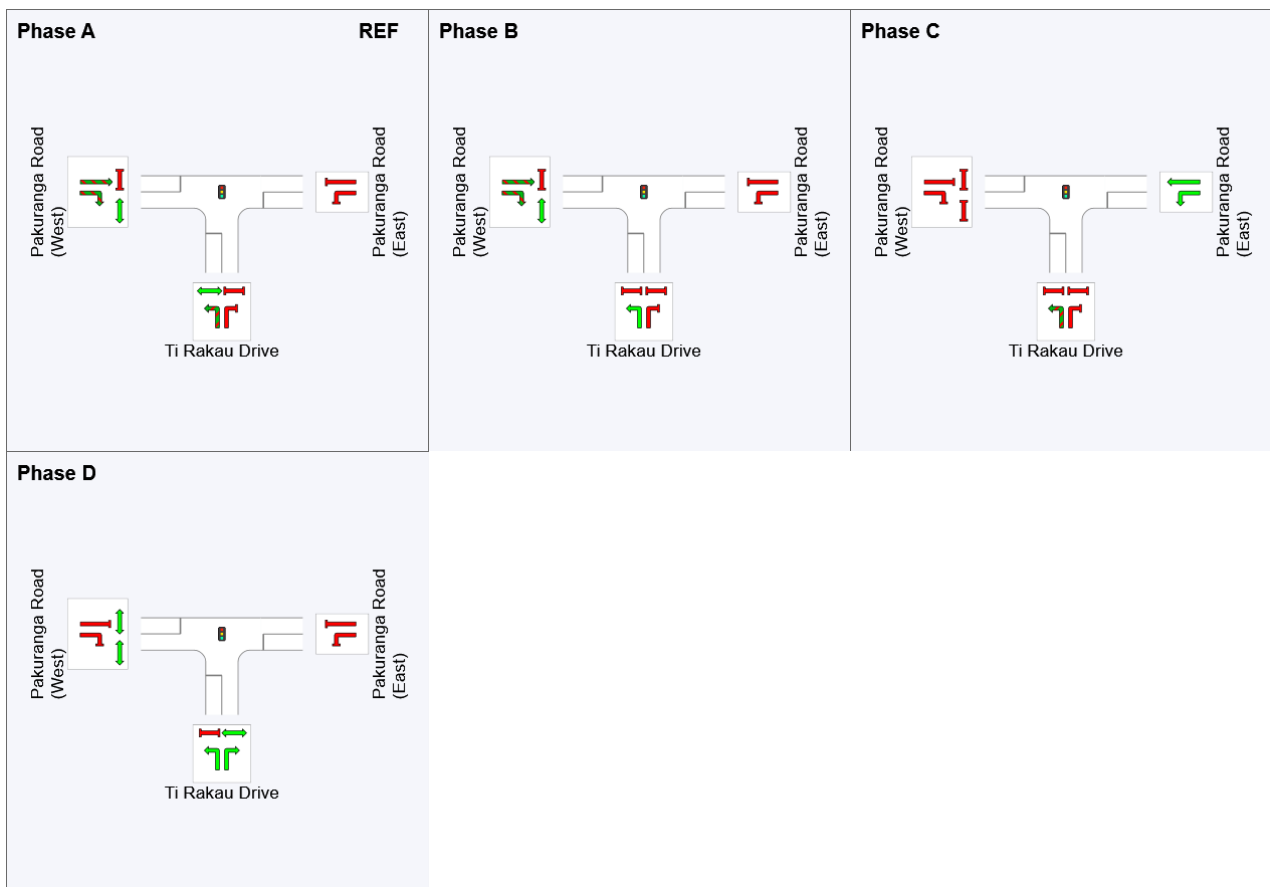 Phase A
REF
Pakuranga Road
(West)
Pakuranga Road
(East)
Ti Rakau Drive
Phase B
Pakuranga Road
(West)
Pakuranga Road
(East)
Ti Rakau Drive
Phase C
Pakuranga Road
(West)
Pakuranga Road
(East)
Ti Rakau Drive
Phase D
Pakuranga Road
(West)
Pakuranga Road
(East)
Ti Rakau Drive